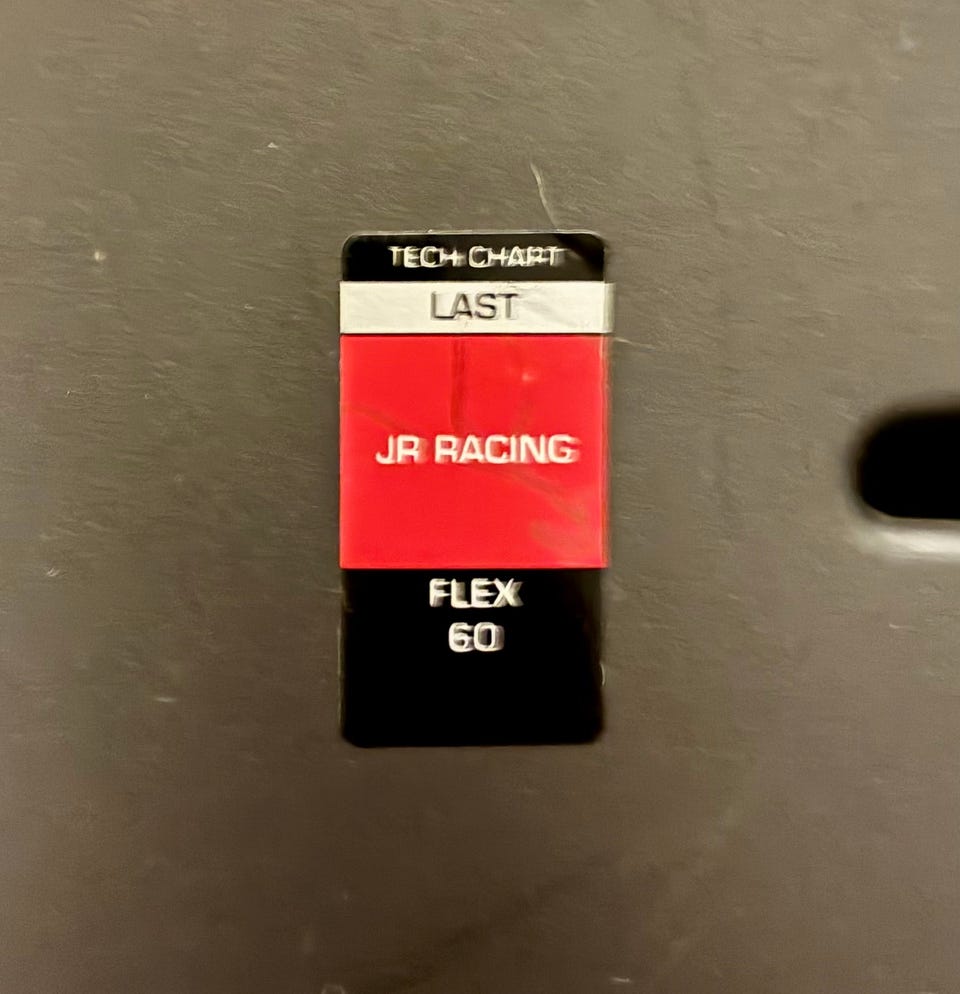 TECH CHART
LAST
JR RACING
FLEX
60